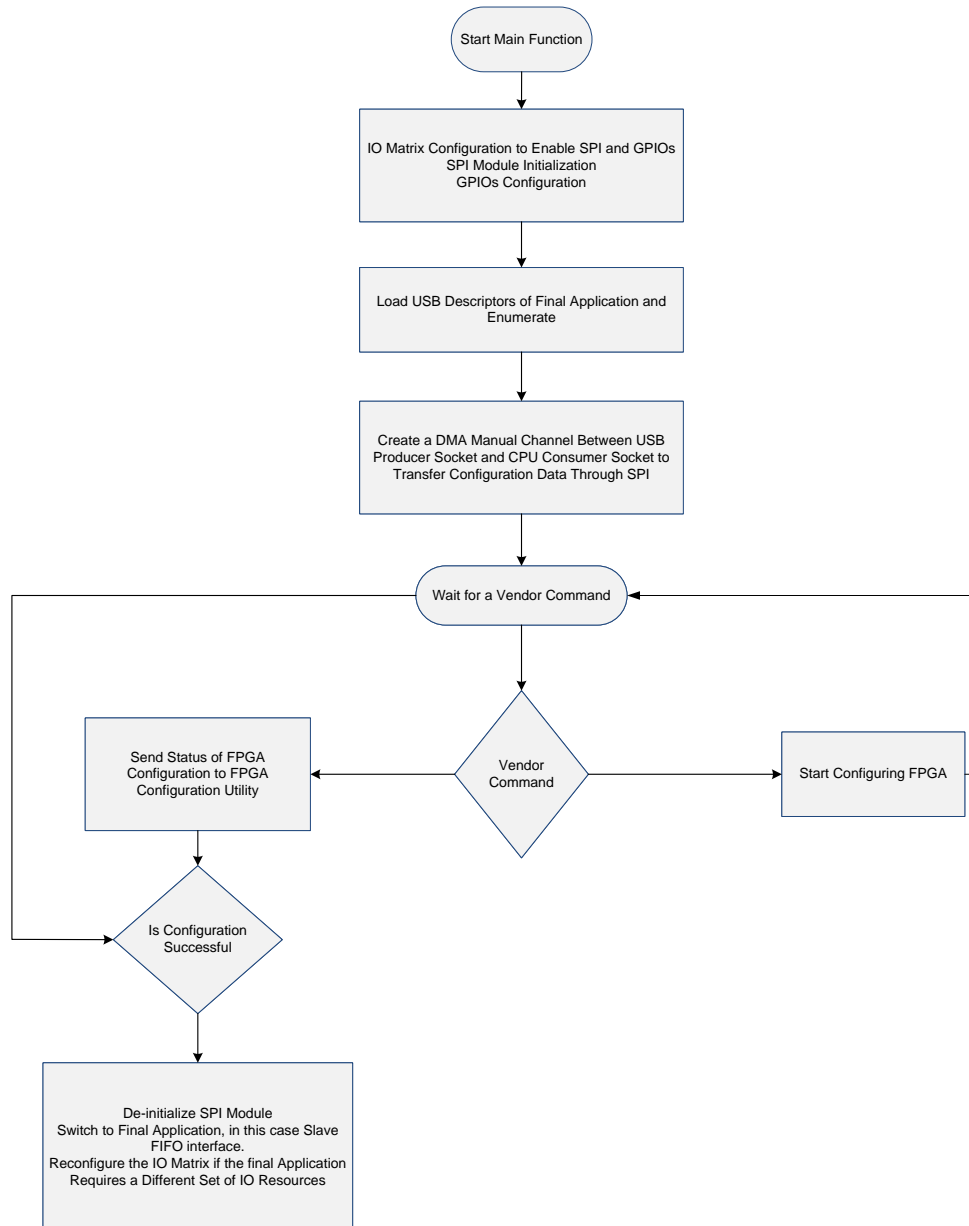 Start Main Function
IO Matrix Configuration to Enable SPI and GPIOs
SPI Module Initialization
GPIOs Configuration
Load USB Descriptors of Final Application and
Enumerate
Create a DMA Manual Channel Between USB
Producer Socket and CPU Consumer Socket to
Transfer Configuration Data Through SPI
Wait for a Vendor Command
Send Status of FPGA
Configuration to FPGA
Configuration Utility
Vendor
Command
Start Configuring FPGA
Is Configuration
Successful
De-initialize SPI Module
Switch to Final Application, in this case Slave
FIFO interface.
Reconfigure the IO Matrix if the final Application
Requires a Different Set of IO Resources